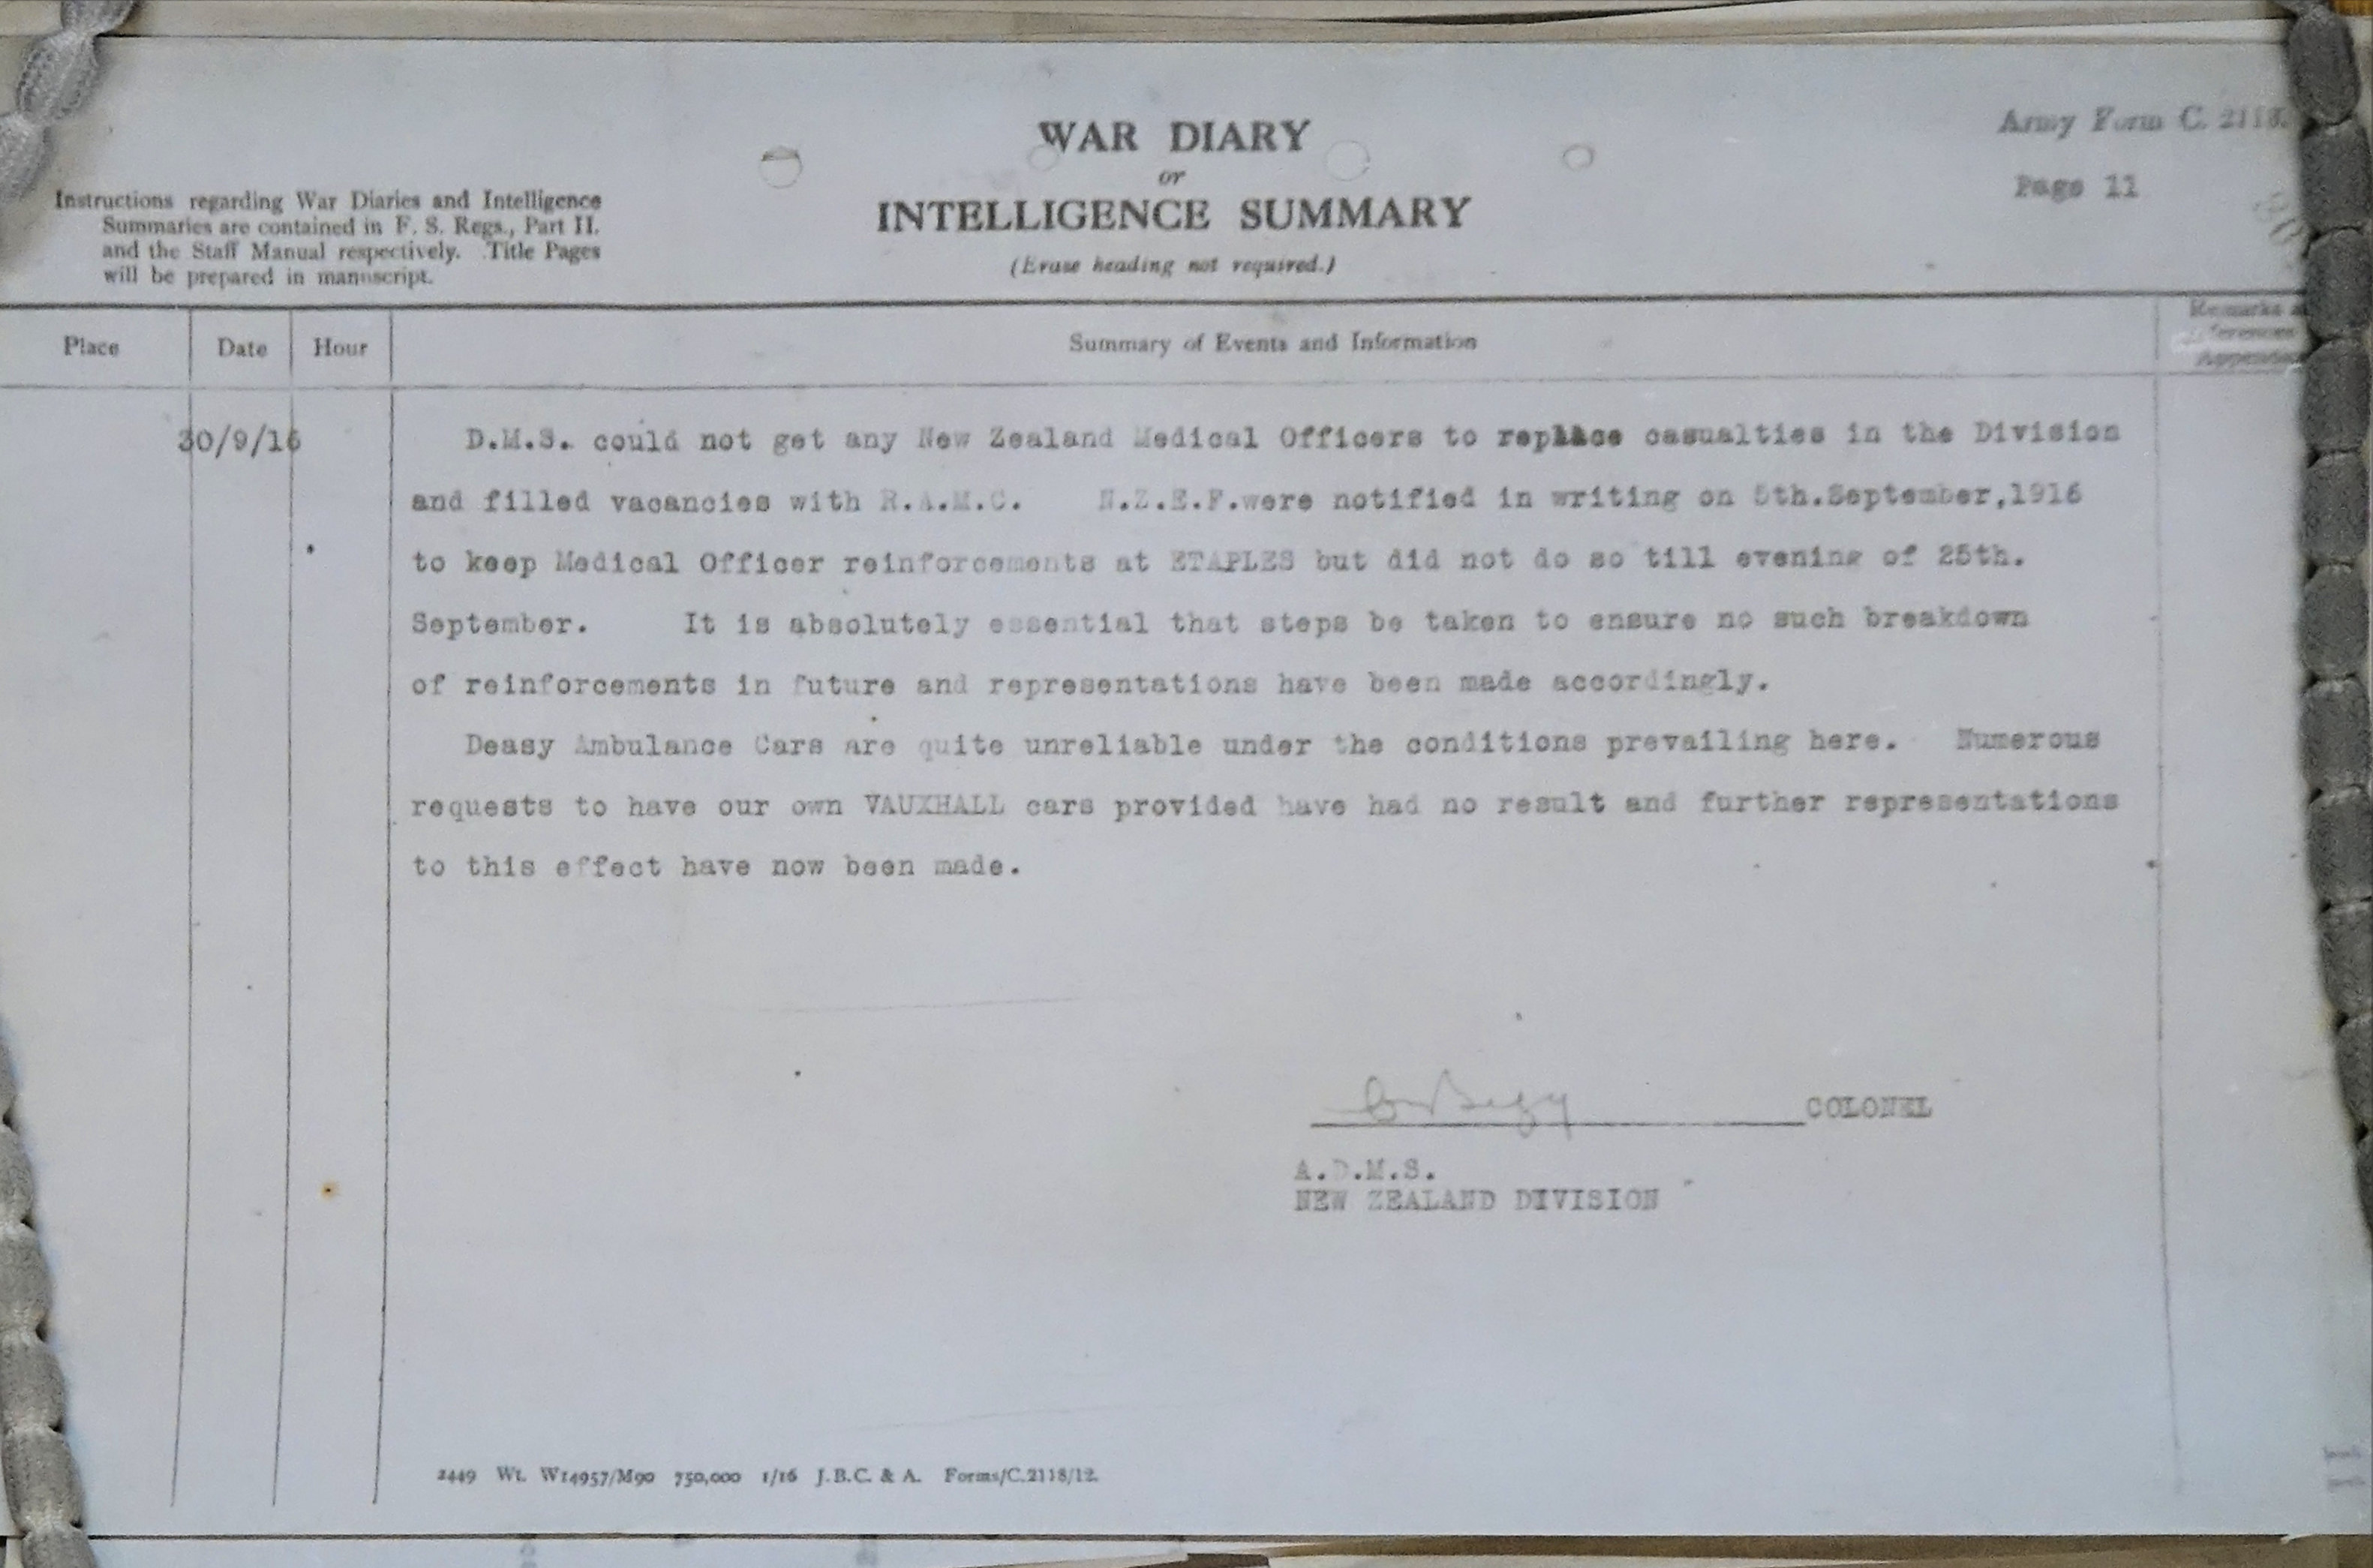 Army Form C. 2118.
WAR DIARY
or
INTELLIGENCE SUMMARY
(Erase heading not required.)
Page 11
Instructions regarding War Diaries and Intelligence
Summaries are contained in F. S. Regs., Part II.
and the Staff Manual respectively. Title Pages
will be prepared in manuscript.
Place Date Hour Summary of Events and Information Remarks
30/9/16 D.M.S. could not get any New Zealand Medical Officers to replace casualties in the Division
and filled vacancies with R.A.M.C. N.Z.E.F.were notified in writing on 5th.September,1916
to keep Medical Officer reinforcements at ETAPLES but did not do so till evening of 25th.
September. It is absolutely essential that steps be taken to ensure no such breakdown
of reinforcements in future and representations have been made accordingly.
Deasy Ambulance Cars are quite unreliable under the conditions prevailing here. Numerous
requests to have our own VAUXHALL cars provided have had no result and further representations
to this effect have now been made.
Begg COLONEL
A.D.M.S.
NEW ZEALAND DIVISION
2449 Wt. W14957/M90 750,000 1/16 J.B.C. & A. Forms/C.2118/12.